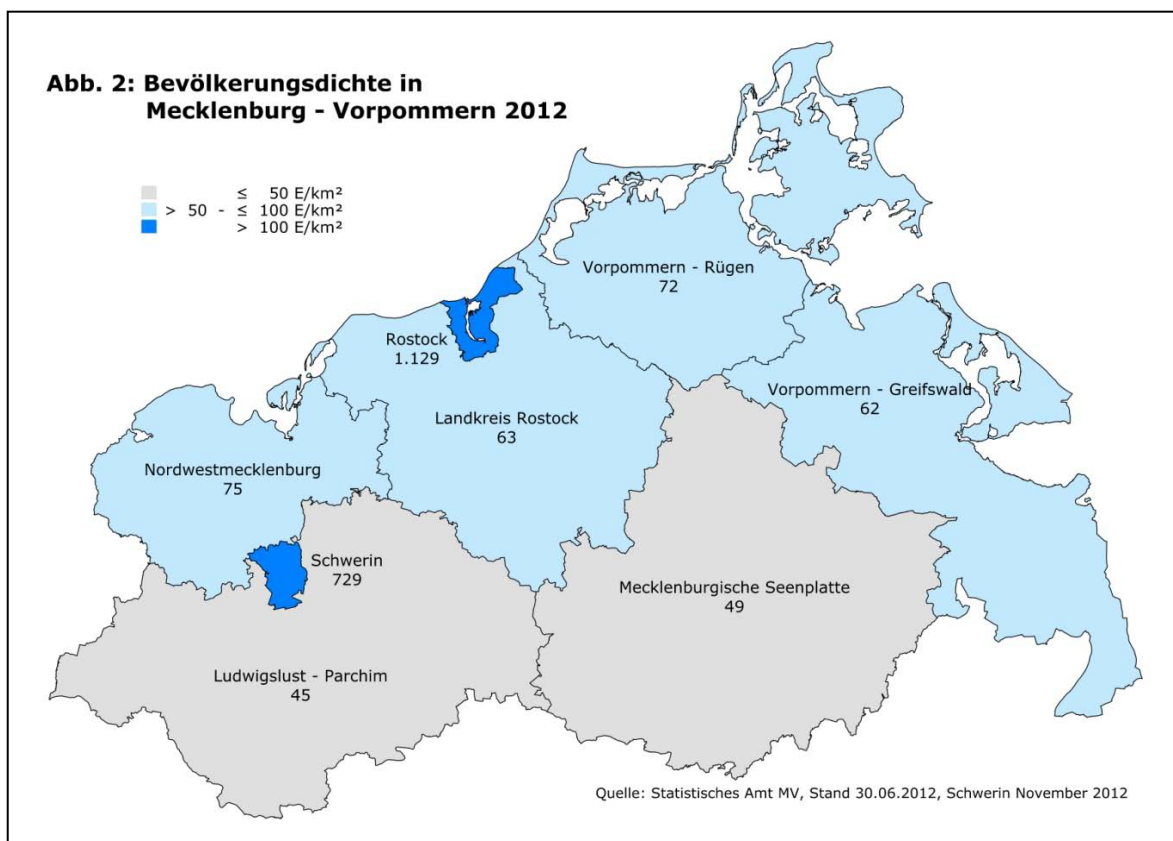 Abb. 2: Bevölkerungsdichte in
Mecklenburg - Vorpommern 2012
≤ 50 E/km²
> 50 - ≤ 100 E/km²
> 100 E/km²
Vorpommern - Rügen
72
Rostock
1.129
Vorpommern - Greifswald
62
Landkreis Rostock
63
Nordwestmecklenburg
75
Schwerin
729
Mecklenburgische Seenplatte
49
Ludwigslust - Parchim
45
Quelle: Statistisches Amt MV, Stand 30.06.2012, Schwerin November 2012